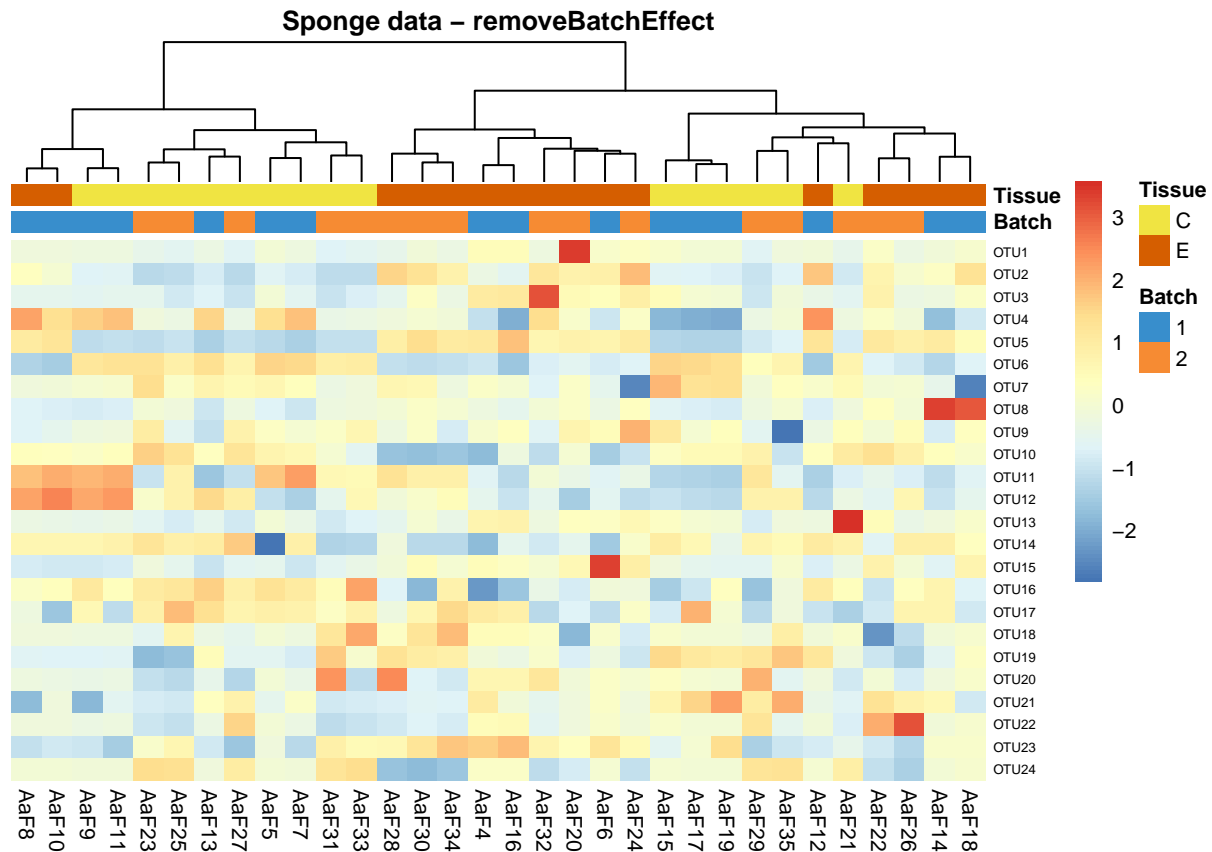 Sponge data – removeBatchEffect
Tissue
Batch
OTU1
OTU2
OTU3
OTU4
OTU5
OTU6
OTU7
OTU8
OTU9
OTU10
OTU11
OTU12
OTU13
OTU14
OTU15
OTU16
OTU17
OTU18
OTU19
OTU20
OTU21
OTU22
OTU23
OTU24
AaF8
AaF10
AaF9
AaF11
AaF23
AaF25
AaF13
AaF27
AaF5
AaF7
AaF31
AaF33
AaF28
AaF30
AaF34
AaF4
AaF16
AaF32
AaF20
AaF6
AaF24
AaF15
AaF17
AaF19
AaF29
AaF35
AaF12
AaF21
AaF22
AaF26
AaF14
AaF18
3
2
1
0
−1
−2
Tissue
C
E
Batch
1
2